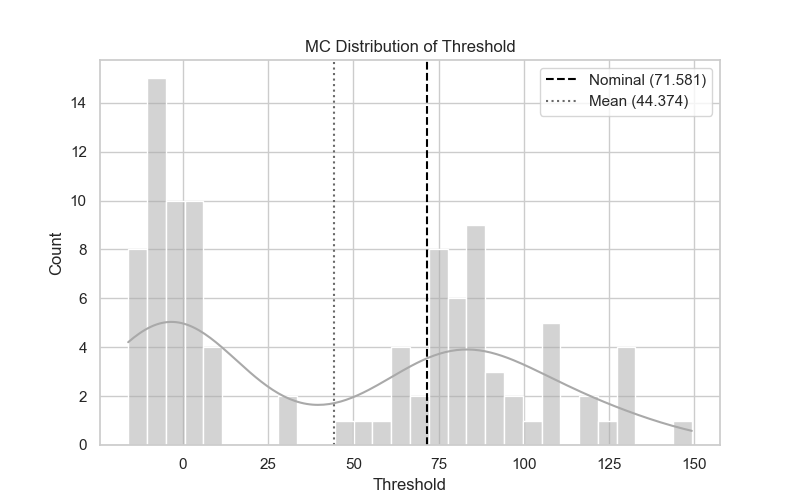 MC Distribution of Threshold
Nominal (71.581)
Mean (44.374)
14
12
10
8
6
4
2
0
Count
0 25 50 75 100 125 150
Threshold